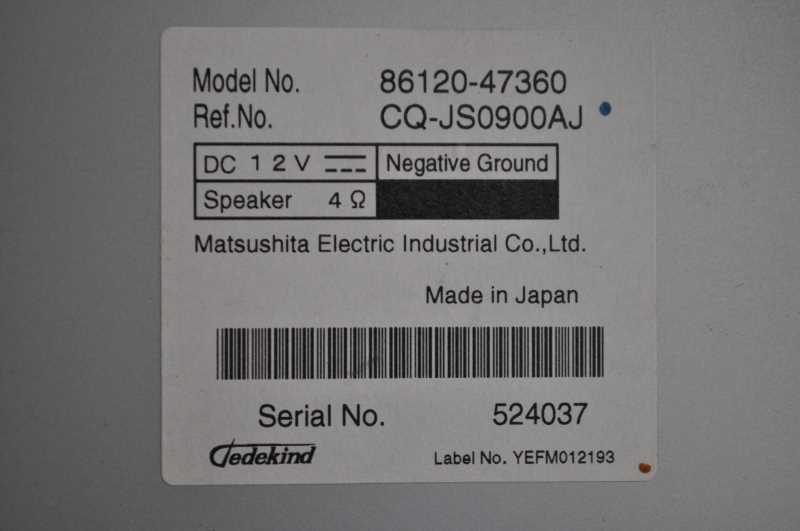 Model No. 86120-47360
Ref.No. CQ-JS0900AJ
DC 12V Negative Ground
Speaker 4 Ω
Matsushita Electric Industrial Co.,Ltd.
Made in Japan
Serial No. 524037
Jedekind Label No. YEFM012193